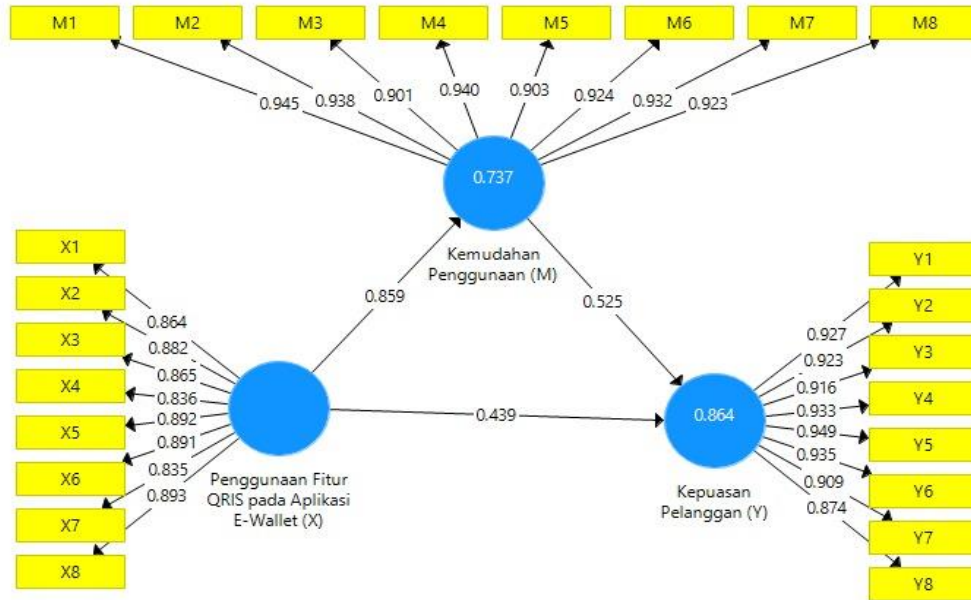 M1
M2
M3
M4
M5
M6
M7
M8
0.945
0.938
0.901
0.940
0.903
0.924
0.932
0.923
0.737
Kemudahan
Penggunaan (M)
0.859
0.525
X1
X2
X3
X4
X5
X6
X7
X8
0.864
0.882
0.865
0.836
0.892
0.891
0.835
0.893
Penggunaan Fitur
QRIS pada Aplikasi
E-Wallet (X)
0.439
0.864
Kepuasan
Pelanggan (Y)
0.927
0.923
0.916
0.933
0.949
0.935
0.909
0.874
Y1
Y2
Y3
Y4
Y5
Y6
Y7
Y8